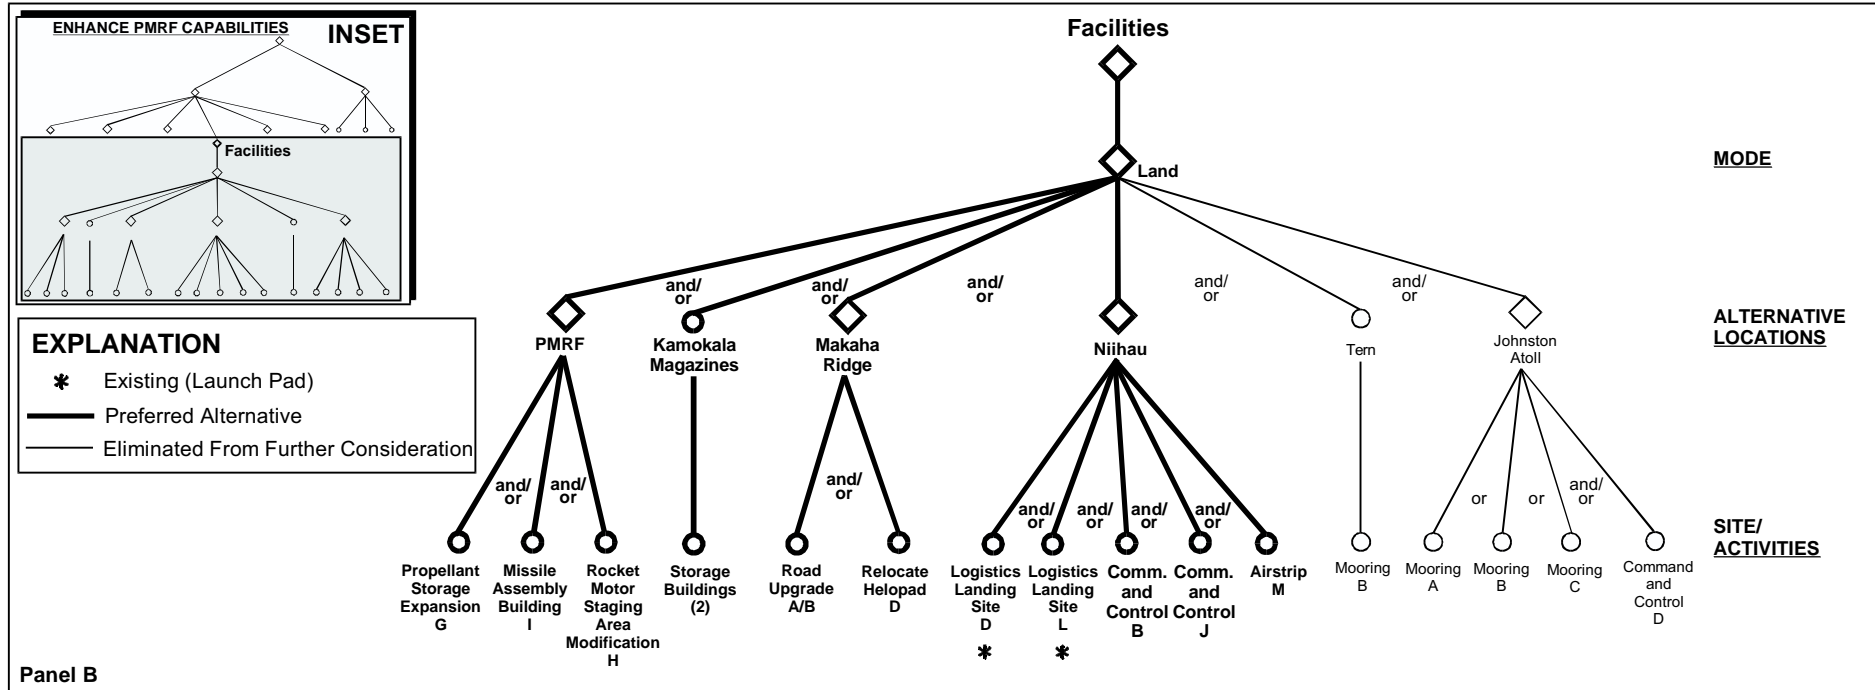 ENHANCE PMRF CAPABILITIES
INSET
Facilities
EXPLANATION
* Existing (Launch Pad)
Preferred Alternative
Eliminated From Further Consideration
Facilities
Land
MODE
and/
or
and/
or
and/
or
and/
or
and/
or
PMRF
Kamokala
Magazines
Makaha
Ridge
Niihau
Tern
Johnston
Atoll
ALTERNATIVE
LOCATIONS
and/
or
and/
or
and/
or
and/
or
and/
or
and/
or
and/
or
or
or
and/
or
SITE/
ACTIVITIES
Propellant
Storage
Expansion
G
Missile
Assembly
Building
I
Rocket
Motor
Staging
Area
Modification
H
Storage
Buildings
(2)
Road
Upgrade
A/B
Relocate
Helopad
D
Logistics
Landing
Site
D
*
Logistics
Landing
Site
L
*
Comm.
and
Control
B
Comm.
and
Control
J
Airstrip
M
Mooring
B
Mooring
A
Mooring
B
Mooring
C
Command
and
Control
D
Panel B